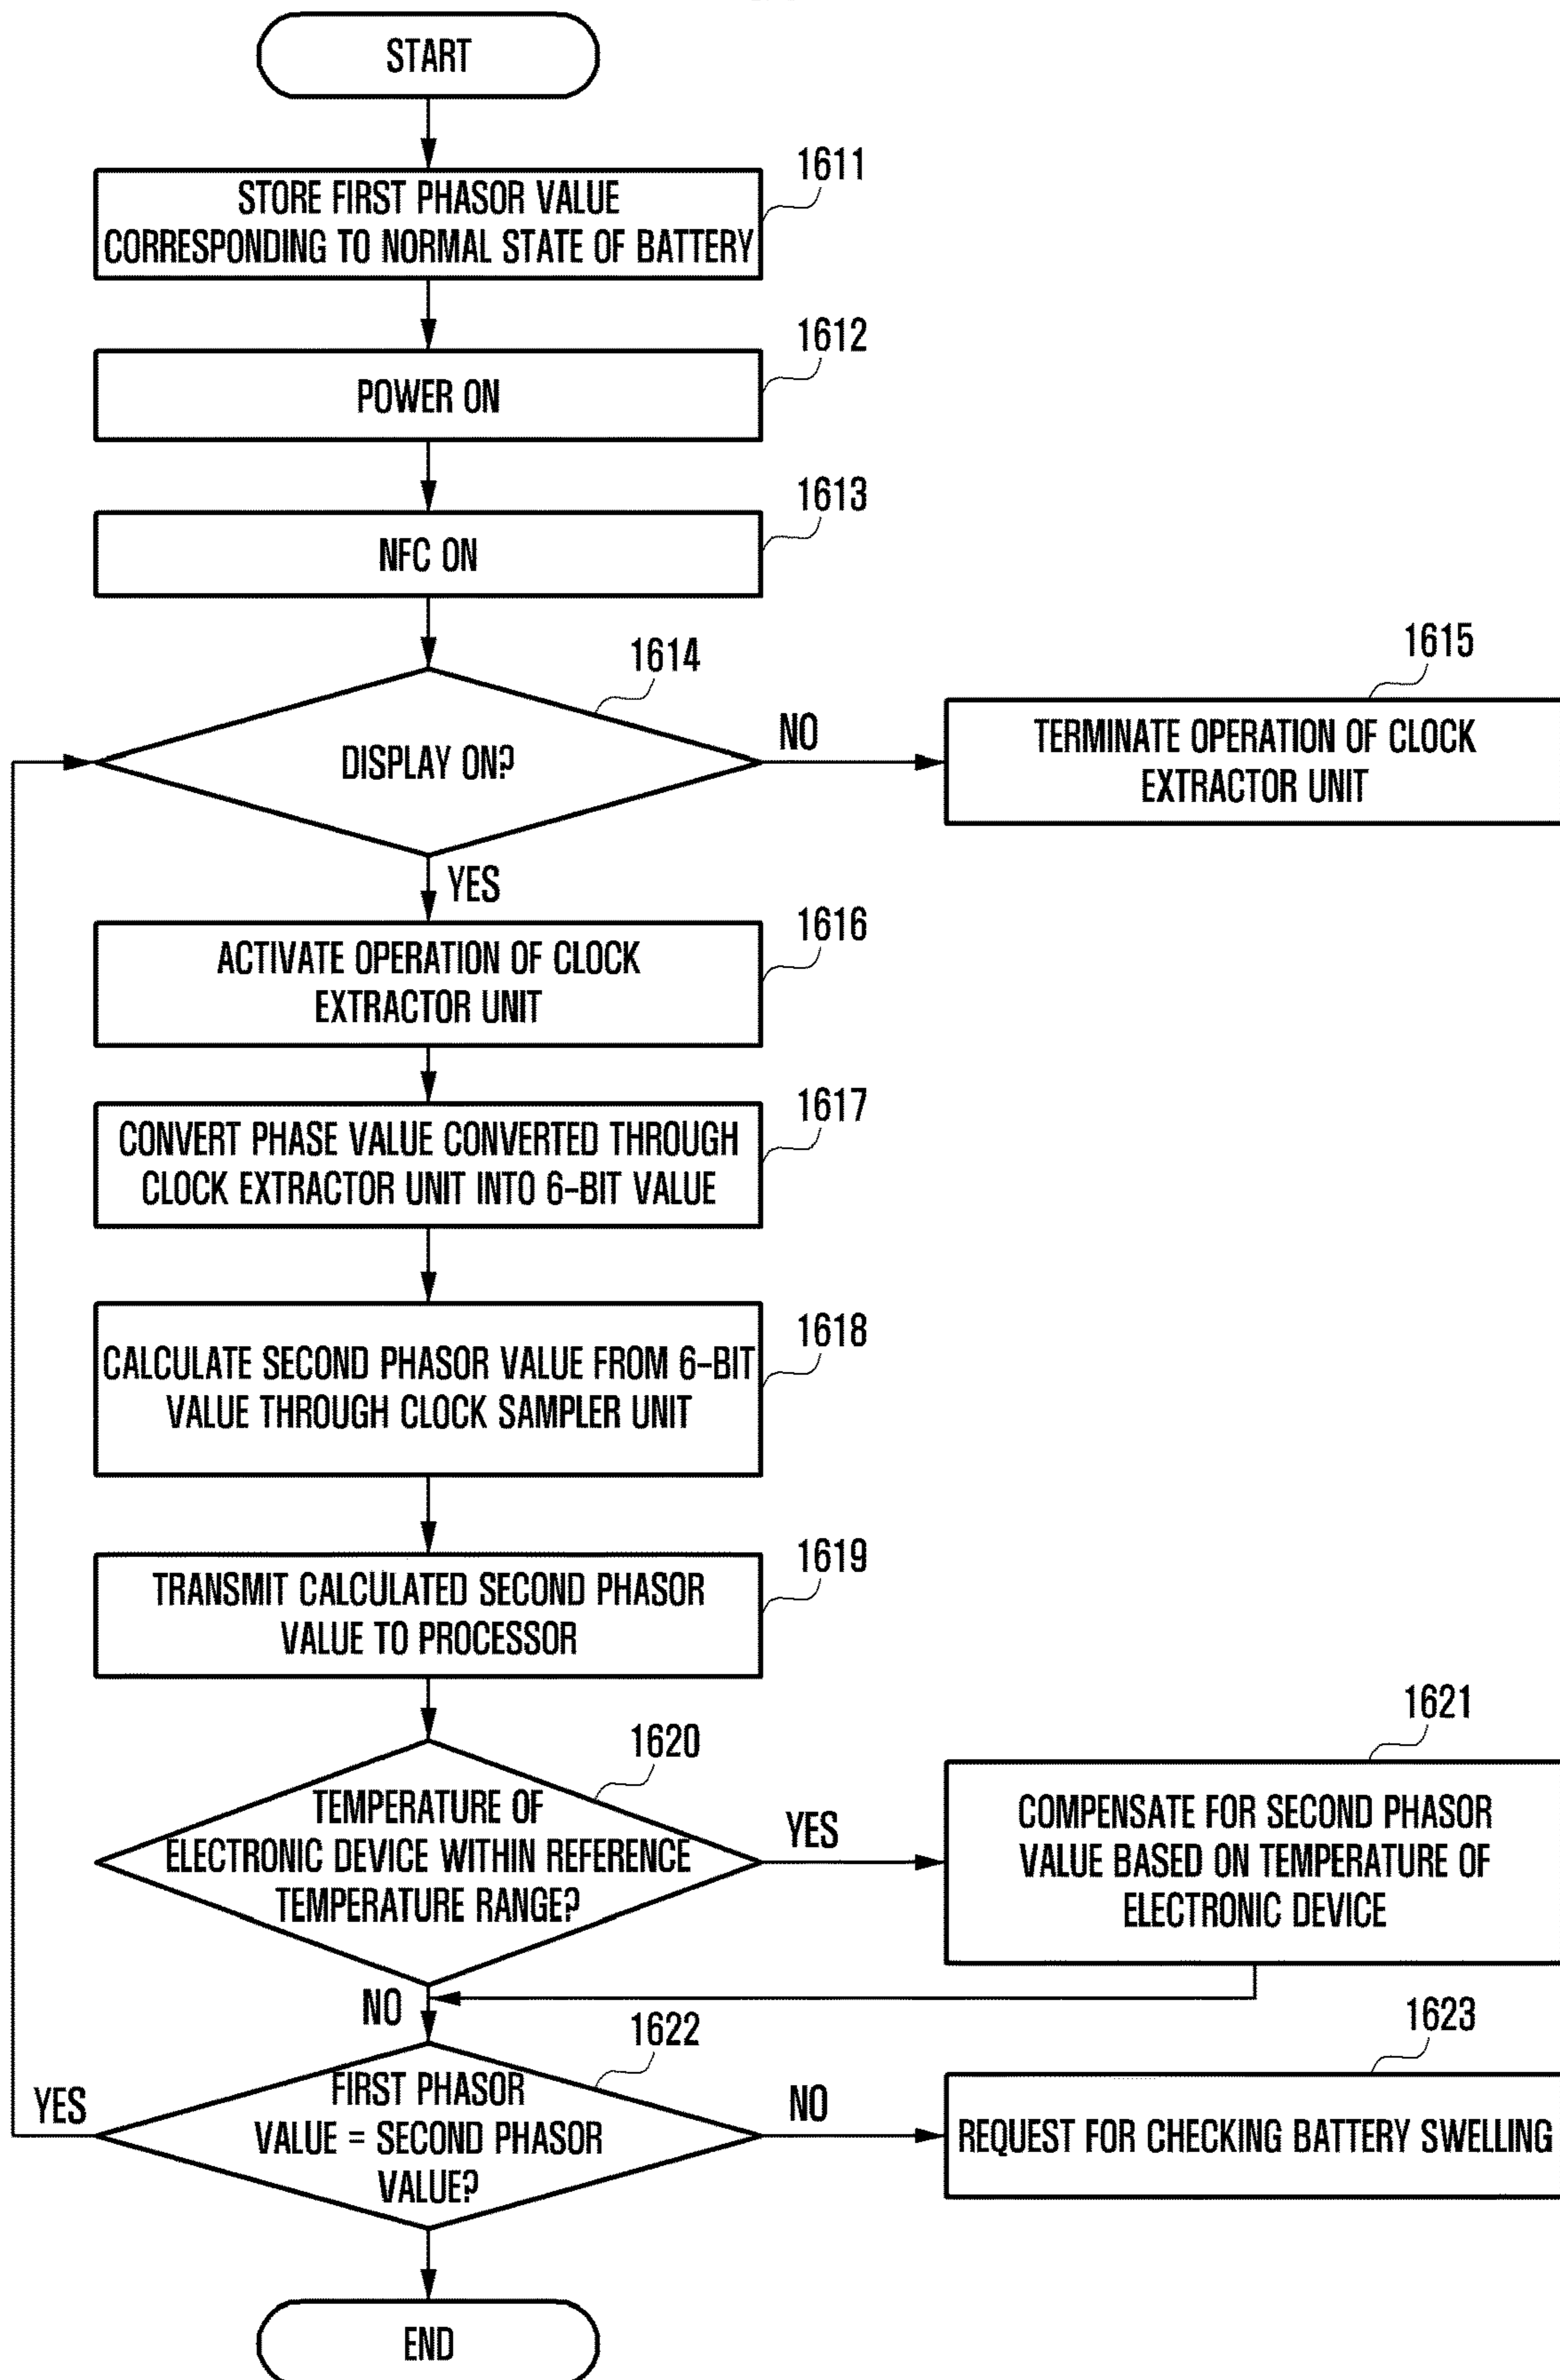 START
1611
STORE FIRST PHASOR VALUE
CORRESPONDING TO NORMAL STATE OF BATTERY
1612
POWER ON
1613
NFC ON
1614
DISPLAY ON?
NO
1615
TERMINATE OPERATION OF CLOCK
EXTRACTOR UNIT
YES
1616
ACTIVATE OPERATION OF CLOCK
EXTRACTOR UNIT
1617
CONVERT PHASE VALUE CONVERTED THROUGH
CLOCK EXTRACTOR UNIT INTO 6-BIT VALUE
1618
CALCULATE SECOND PHASOR VALUE FROM 6-BIT
VALUE THROUGH CLOCK SAMPLER UNIT
1619
TRANSMIT CALCULATED SECOND PHASOR
VALUE TO PROCESSOR
1620
TEMPERATURE OF
ELECTRONIC DEVICE WITHIN REFERENCE
TEMPERATURE RANGE?
YES
1621
COMPENSATE FOR SECOND PHASOR
VALUE BASED ON TEMPERATURE OF
ELECTRONIC DEVICE
NO
1622
FIRST PHASOR
VALUE = SECOND PHASOR
VALUE?
YES
NO
1623
REQUEST FOR CHECKING BATTERY SWELLING
END